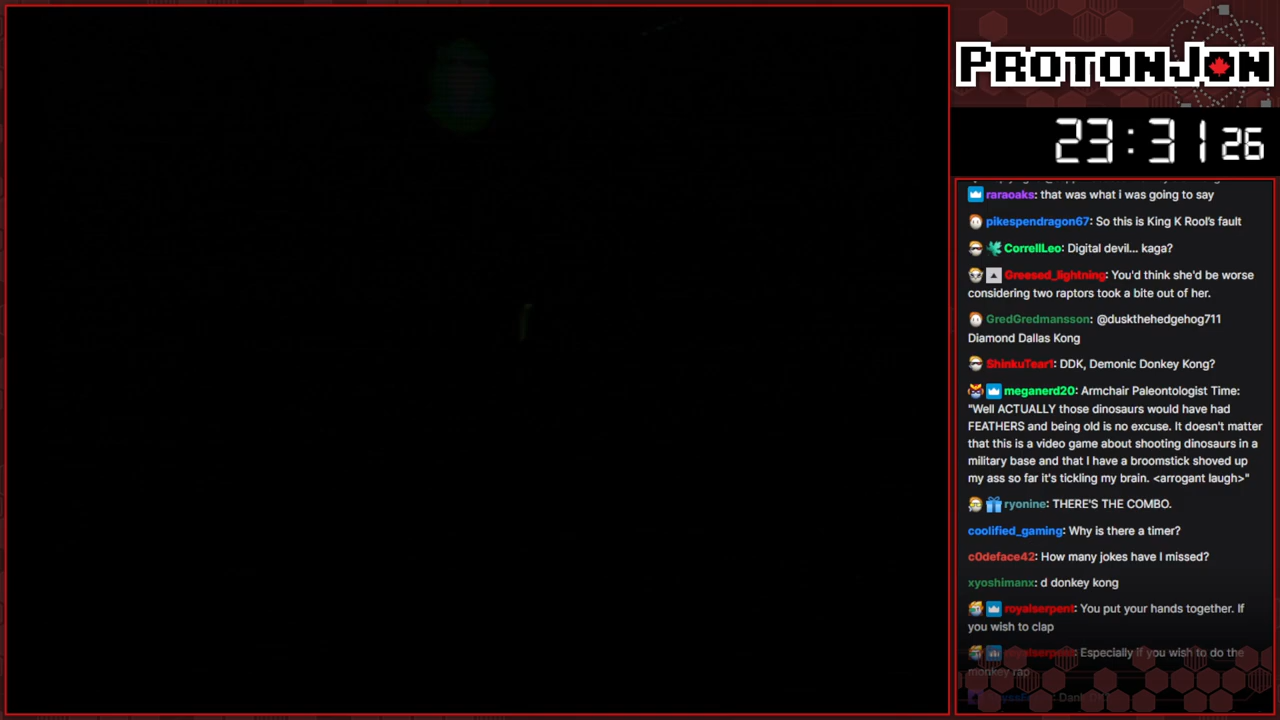 PROTONJON
23:31 26
raraoaks: that was what i was going to say
pikespendragon67: So this is King K Rool's fault
CorrellLeo: Digital devil... kaga?
Greesed_lightning: You'd think she'd be worse
considering two raptors took a bite out of her.
GredGredmansson: @duskthehedgehog711
Diamond Dallas Kong
ShinkuTear1: DDK, Demonic Donkey Kong?
meganerd20: Armchair Paleontologist Time:
"Well ACTUALLY those dinosaurs would have had
FEATHERS and being old is no excuse. It doesn't matter
that this is a video game about shooting dinosaurs in a
military base and that I have a broomstick shoved up
my ass so far it's tickling my brain. <arrogant laugh>"
ryonine: THERE'S THE COMBO.
coolified_gaming: Why is there a timer?
c0deface42: How many jokes have I missed?
xyoshimanx: d donkey kong
royalserpent: You put your hands together. If
you wish to clap
royalserpent: Especially if you wish to do the
monkey rap